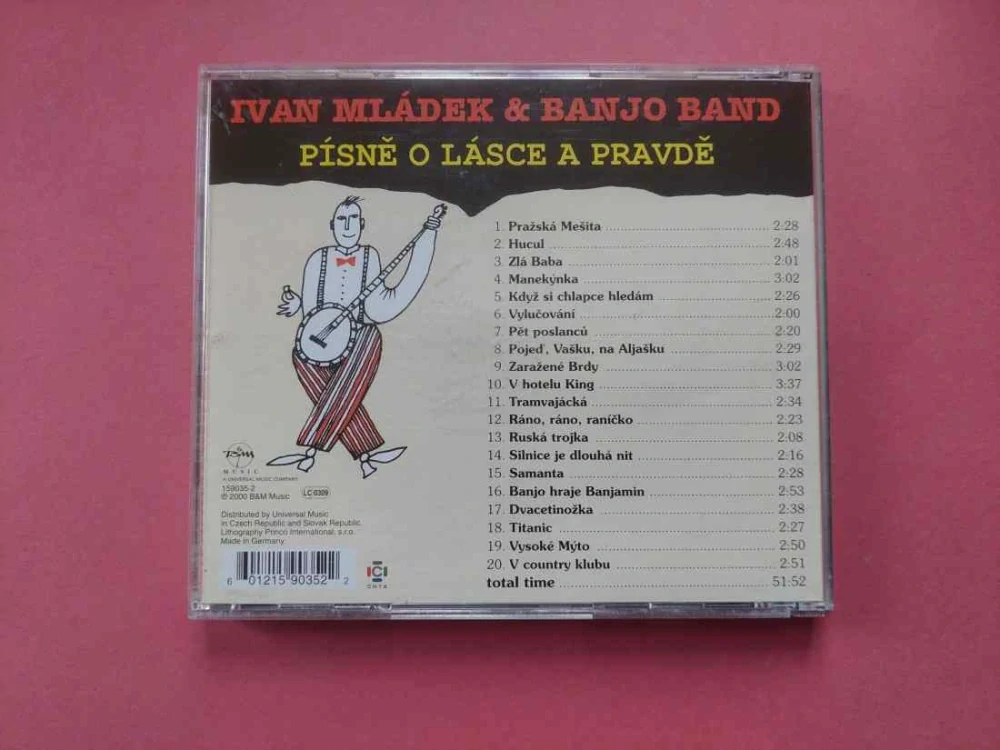 IVAN MLÁDEK & BANJO BAND
PÍSNĚ O LÁSCE A PRAVDĚ
1. Pražská Mešita 2:28
2. Hucul 2:48
3. Zlá Baba 2:01
4. Manekýnka 3:02
5. Když si chlapce hledám 2:26
6. Vylučování 2:00
7. Pět poslanců 2:20
8. Pojeď, Vašku, na Aljašku 2:29
9. Zaražené Brdy 3:02
10. V hotelu King 3:37
11. Tramvajácká 2:34
12. Ráno, ráno, raníčko 2:23
13. Ruská trojka 2:08
14. Silnice je dlouhá nit 2:16
15. Samanta 2:28
16. Banjo hraje Banjamin 2:53
17. Dvacetinožka 2:38
18. Titanic 2:27
19. Vysoké Mýto 2:50
20. V country klubu 2:51
total time 51:52
B&M
MUSIC
A UNIVERSAL MUSIC COMPANY
159035-2
℗ 2000 B&M Music
LC 0309
Distributed by Universal Music
in Czech Republic and Slovak Republic.
Lithography Princo International, s.r.o.
Made in Germany
6 01215 90352 2